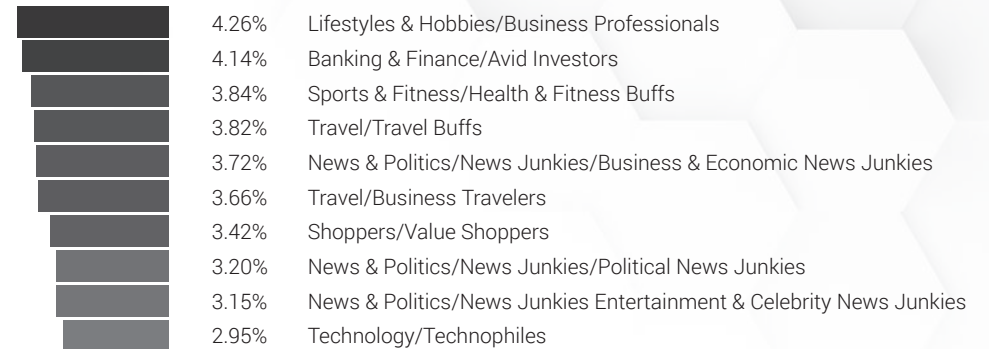 4.26% Lifestyles & Hobbies/Business Professionals
4.14% Banking & Finance/Avid Investors
3.84% Sports & Fitness/Health & Fitness Buffs
3.82% Travel/Travel Buffs
3.72% News & Politics/News Junkies/Business & Economic News Junkies
3.66% Travel/Business Travelers
3.42% Shoppers/Value Shoppers
3.20% News & Politics/News Junkies/Political News Junkies
3.15% News & Politics/News Junkies Entertainment & Celebrity News Junkies
2.95% Technology/Technophiles